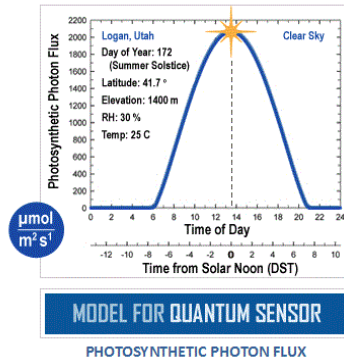 2200
2000
1800
1600
1400
1200
1000
800
600
400
200
0
Photosynthetic Photon Flux
Logan, Utah
Clear Sky
Day of Year: 172
(Summer Solstice)
Latitude: 41.7 °
Elevation: 1400 m
RH: 30 %
Temp: 25 C
0 2 4 6 8 10 12 14 16 18 20 22 24
Time of Day
µmol
m² s¹
-12 -10 -8 -6 -4 -2 0 2 4 6 8 10
Time from Solar Noon (DST)
MODEL FOR QUANTUM SENSOR
PHOTOSYNTHETIC PHOTON FLUX